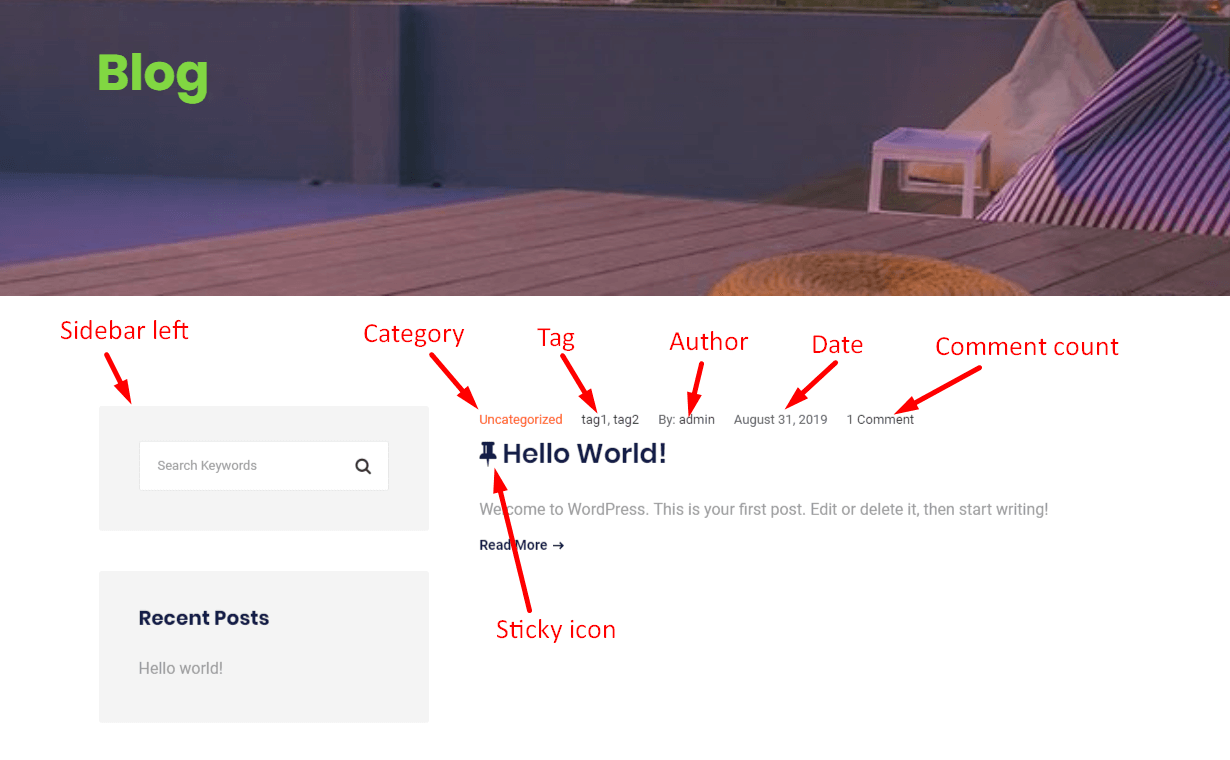 Blog
Sidebar left
Category
Tag
Author
Date
Comment count
Uncategorized tag1, tag2 By: admin August 31, 2019 1 Comment
Hello World!
Search Keywords
Welcome to WordPress. This is your first post. Edit or delete it, then start writing!
Read More →
Recent Posts
Sticky icon
Hello world!